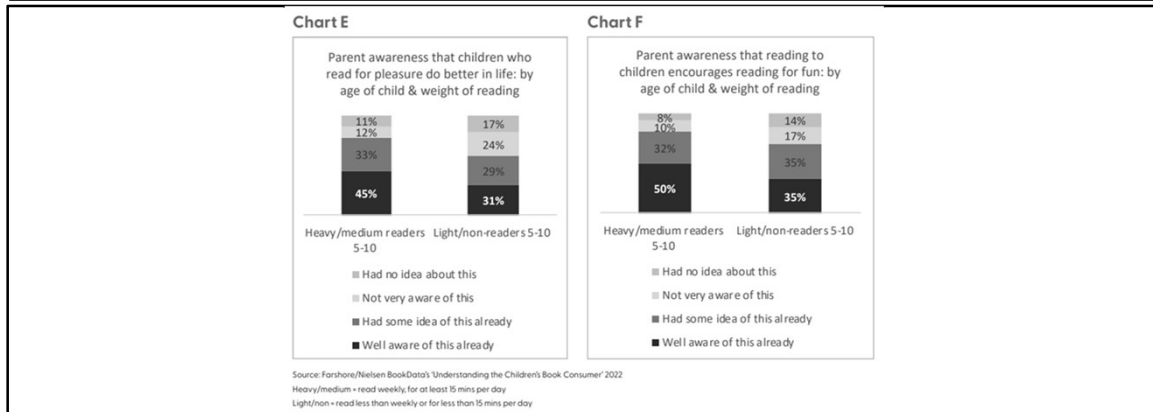 Chart E
Parent awareness that children who
read for pleasure do better in life: by
age of child & weight of reading
11%
12%
33%
45%
17%
24%
29%
31%
Heavy/medium readers Light/non-readers 5-10
5-10
Had no idea about this
Not very aware of this
Had some idea of this already
Well aware of this already
Chart F
Parent awareness that reading to
children encourages reading for fun: by
age of child & weight of reading
8%
10%
32%
50%
14%
17%
35%
35%
Heavy/medium readers Light/non-readers 5-10
5-10
Had no idea about this
Not very aware of this
Had some idea of this already
Well aware of this already
Source: Farshore/Nielsen BookData's 'Understanding the Children's Book Consumer' 2022
Heavy/medium = read weekly, for at least 15 mins per day
Light/non = read less than weekly or for less than 15 mins per day